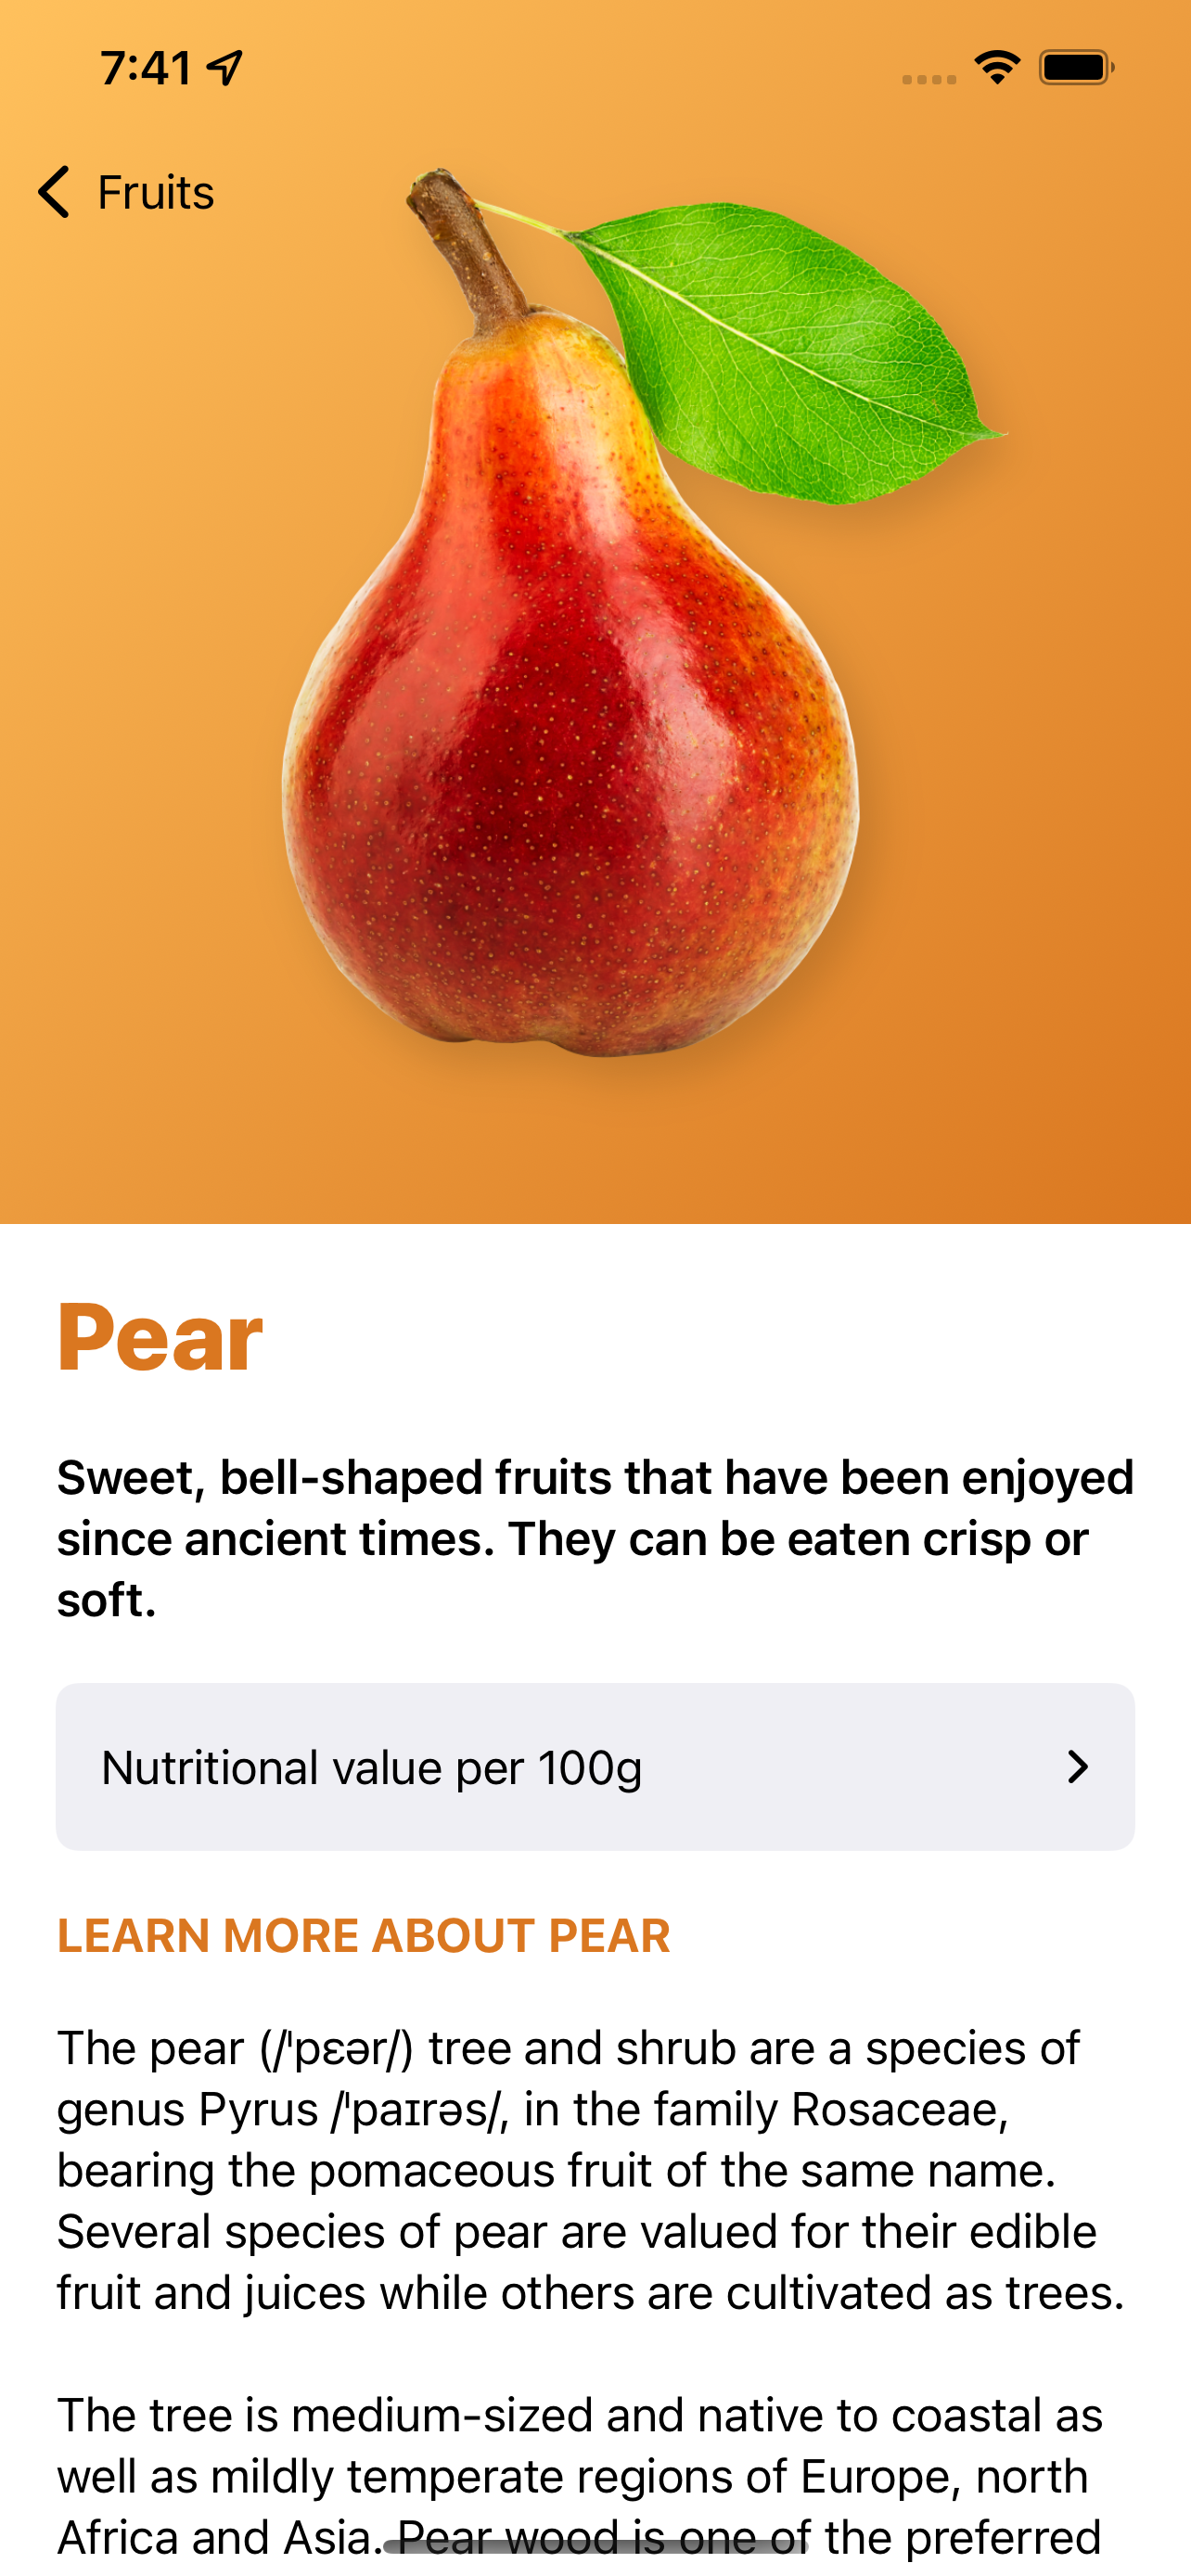 7:41
Fruits
Pear
Sweet, bell-shaped fruits that have been enjoyed
since ancient times. They can be eaten crisp or
soft.
Nutritional value per 100g
LEARN MORE ABOUT PEAR
The pear (/ˈpɛər/) tree and shrub are a species of
genus Pyrus /ˈpaɪrəs/, in the family Rosaceae,
bearing the pomaceous fruit of the same name.
Several species of pear are valued for their edible
fruit and juices while others are cultivated as trees.
The tree is medium-sized and native to coastal as
well as mildly temperate regions of Europe, north
Africa and Asia. Pear wood is one of the preferred